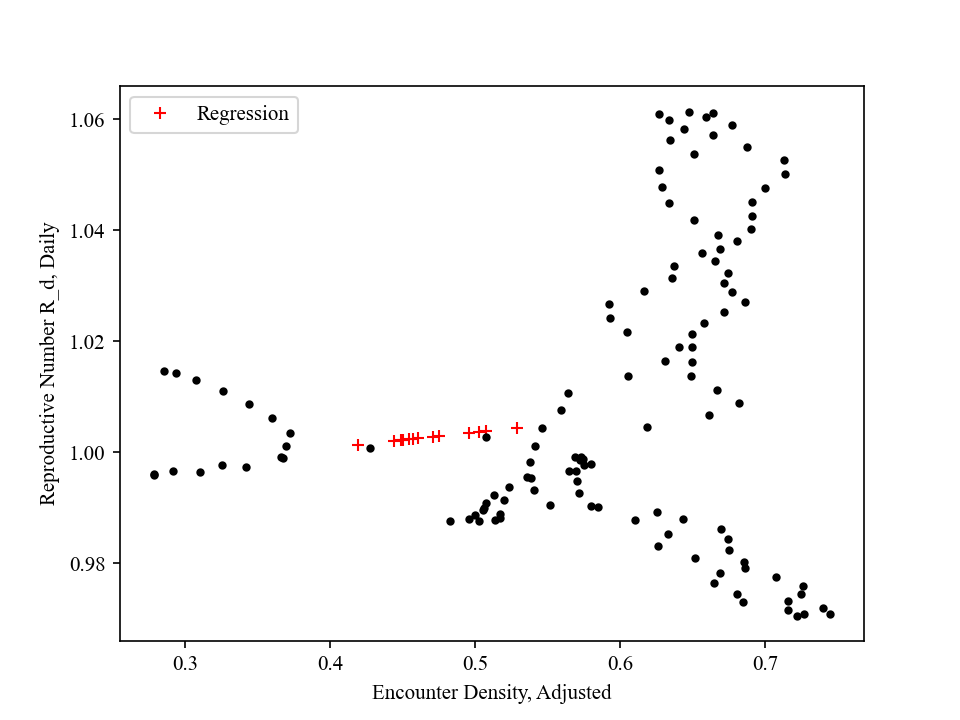 Regression
1.06
1.04
1.02
1.00
0.98
Reproductive Number R_d, Daily
0.3 0.4 0.5 0.6 0.7
Encounter Density, Adjusted